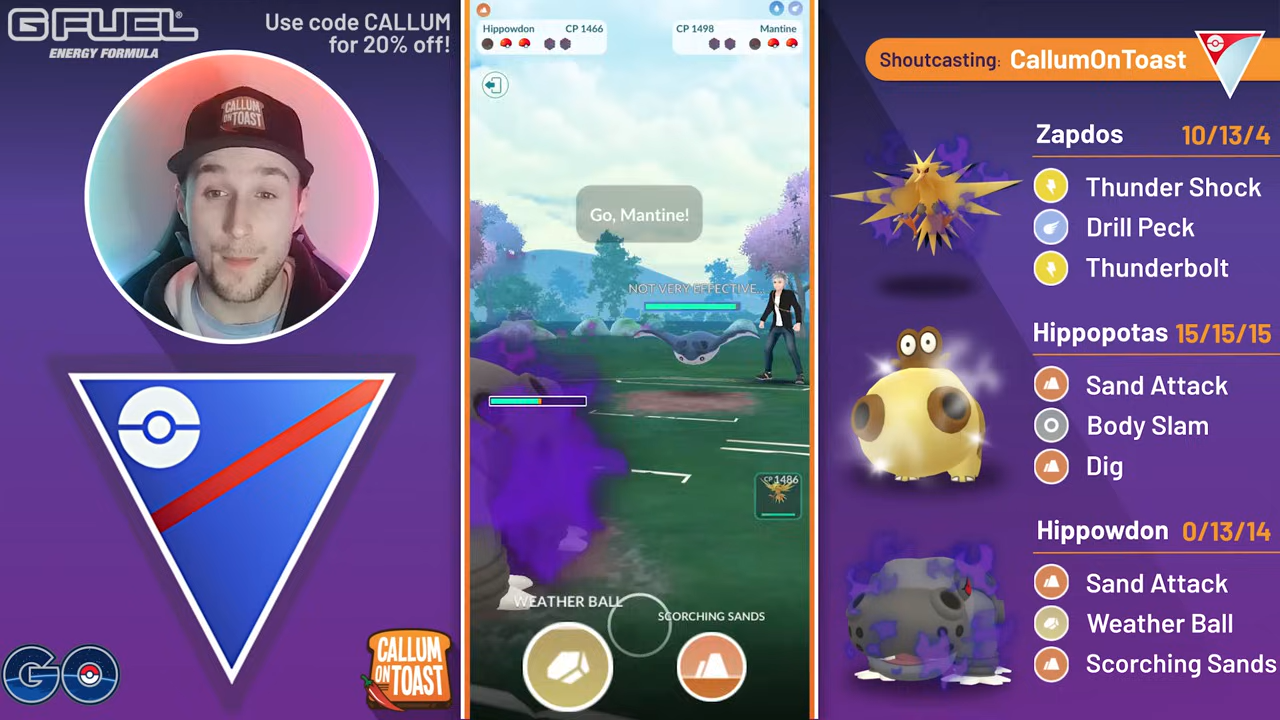 GFUEL®
ENERGY FORMULA
Use code CALLUM
for 20% off!
CALLUM
ON
TOAST
GO
CALLUM
ON
TOAST
Hippowdon CP 1466
CP 1498 Mantine
Go, Mantine!
NOT VERY EFFECTIVE...
CP 1486
WEATHER BALL
SCORCHING SANDS
Shoutcasting: CallumOnToast
Zapdos 10/13/4
Thunder Shock
Drill Peck
Thunderbolt
Hippopotas 15/15/15
Sand Attack
Body Slam
Dig
Hippowdon 0/13/14
Sand Attack
Weather Ball
Scorching Sands